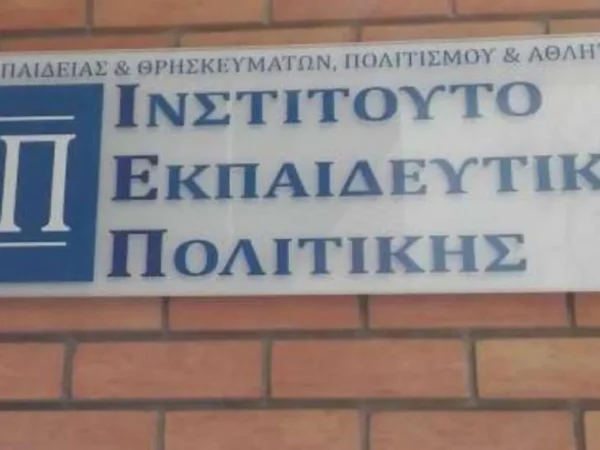 ΠΑΙΔΕΙΑΣ & ΘΡΗΣΚΕΥΜΑΤΩΝ, ΠΟΛΙΤΙΣΜΟΥ & ΑΘΛΗ
Π
ΙΝΣΤΙΤΟΥΤΟ
ΕΚΠΑΙΔΕΥΤΙΚ
ΠΟΛΙΤΙΚΗΣ